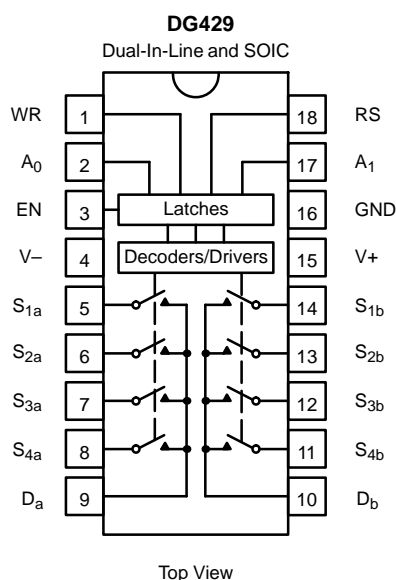 DG429
Dual-In-Line and SOIC
WR 1 18 RS
A0 2 17 A1
EN 3 Latches 16 GND
V– 4 Decoders/Drivers 15 V+
S1a 5 14 S1b
S2a 6 13 S2b
S3a 7 12 S3b
S4a 8 11 S4b
Da 9 10 Db
Top View